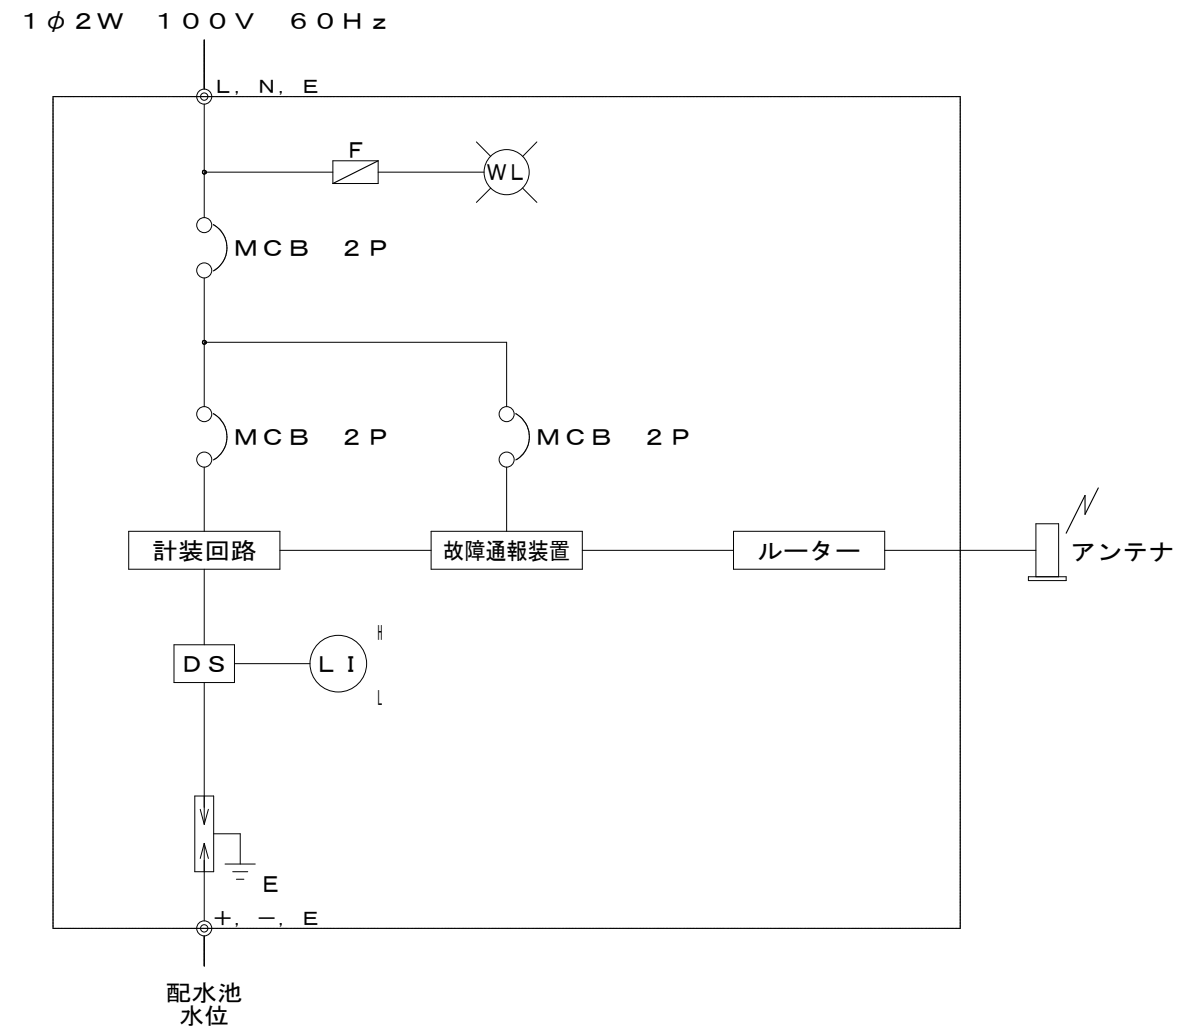 1φ2W 100V 60Hz
L, N, E
F
WL
MCB 2P
MCB 2P
MCB 2P
計装回路
故障通報装置
ルーター
アンテナ
H
DS
LI
L
E
+, −, E
配水池
水位